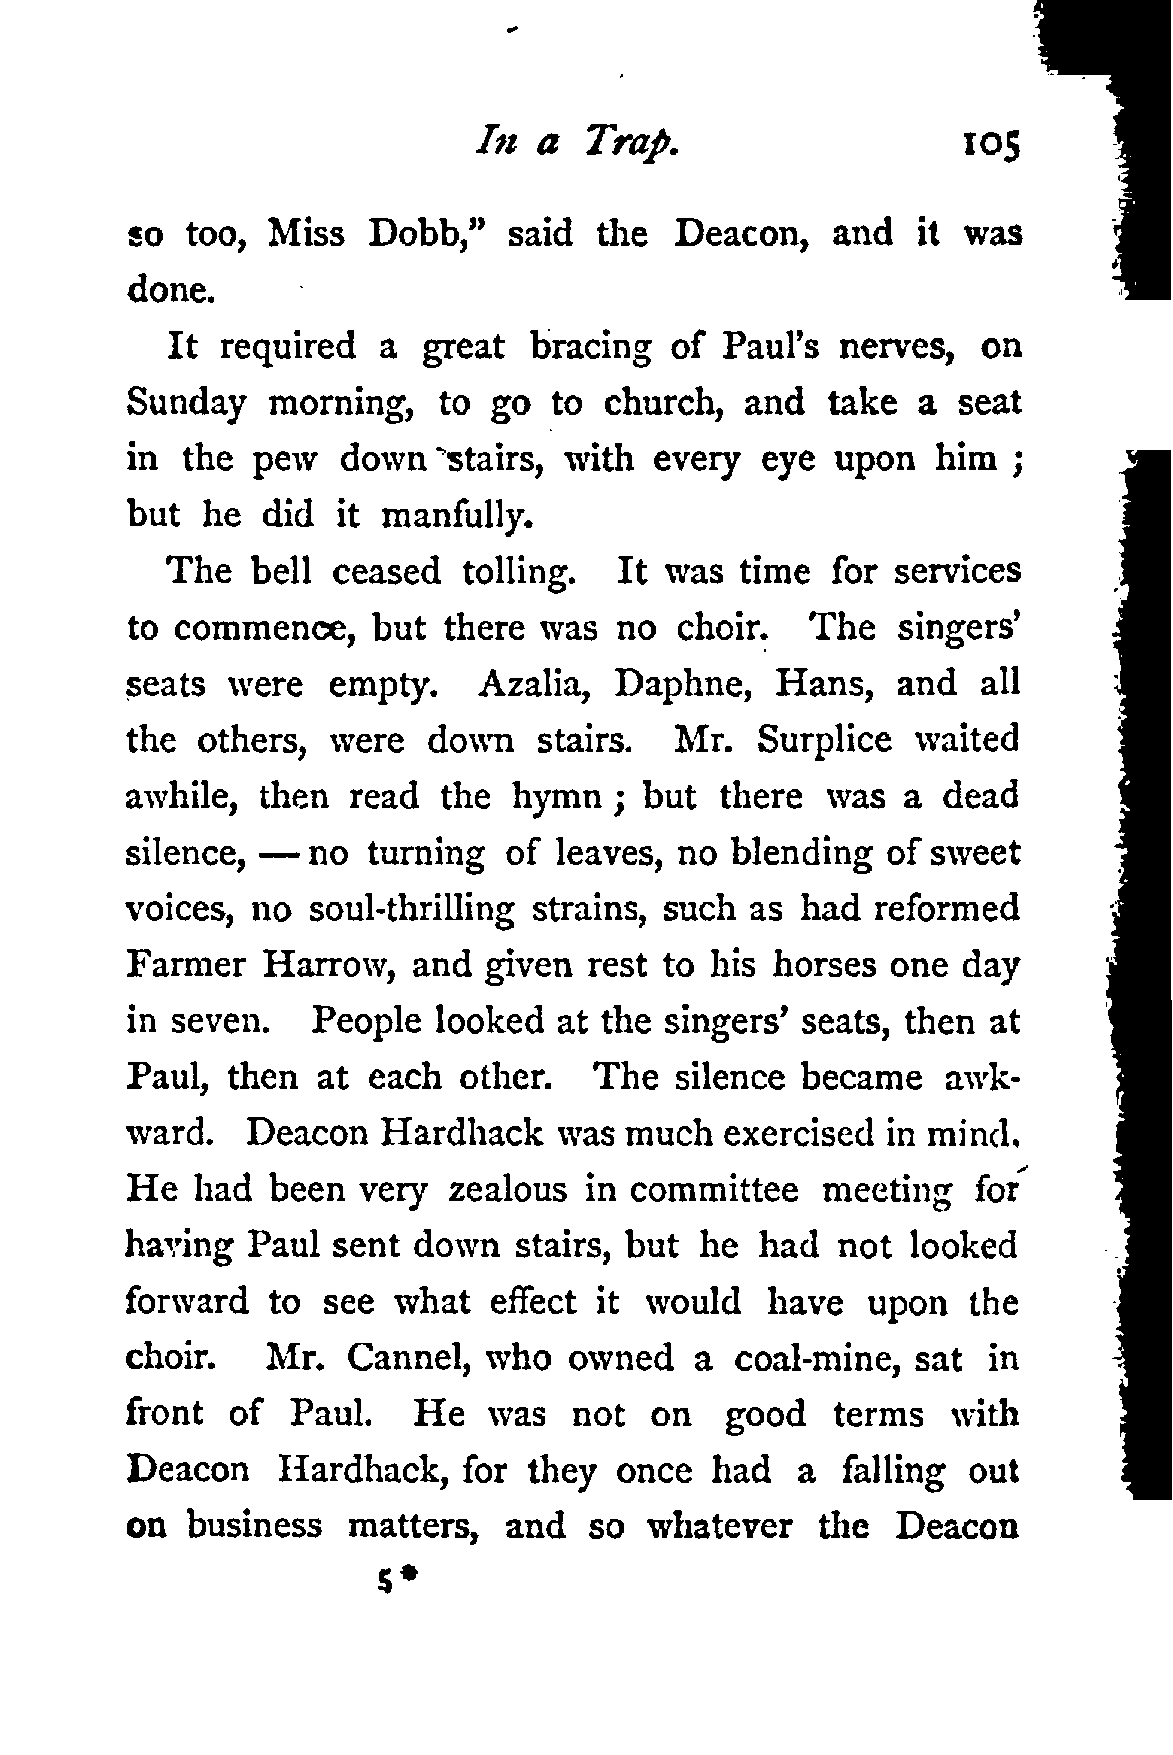 In a Trap. 105
so too, Miss Dobb,” said the Deacon, and it was
done.
It required a great bracing of Paul’s nerves, on
Sunday morning, to go to church, and take a seat
in the pew down stairs, with every eye upon him ;
but he did it manfully.
The bell ceased tolling. It was time for services
to commence, but there was no choir. The singers’
seats were empty. Azalia, Daphne, Hans, and all
the others, were down stairs. Mr. Surplice waited
awhile, then read the hymn ; but there was a dead
silence, — no turning of leaves, no blending of sweet
voices, no soul-thrilling strains, such as had reformed
Farmer Harrow, and given rest to his horses one day
in seven. People looked at the singers’ seats, then at
Paul, then at each other. The silence became awk-
ward. Deacon Hardhack was much exercised in mind.
He had been very zealous in committee meeting for
having Paul sent down stairs, but he had not looked
forward to see what effect it would have upon the
choir. Mr. Cannel, who owned a coal-mine, sat in
front of Paul. He was not on good terms with
Deacon Hardhack, for they once had a falling out
on business matters, and so whatever the Deacon
5*